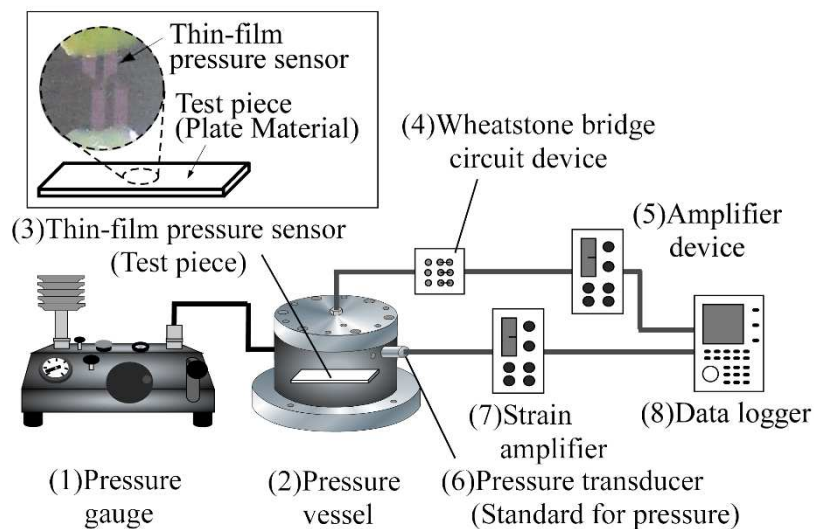 Thin-film
pressure sensor
Test piece
(Plate Material)
(3)Thin-film pressure sensor
(Test piece)
(4)Wheatstone bridge
circuit device
(5)Amplifier
device
(1)Pressure
gauge
(2)Pressure
vessel
(6)Pressure transducer
(Standard for pressure)
(7)Strain
amplifier
(8)Data logger